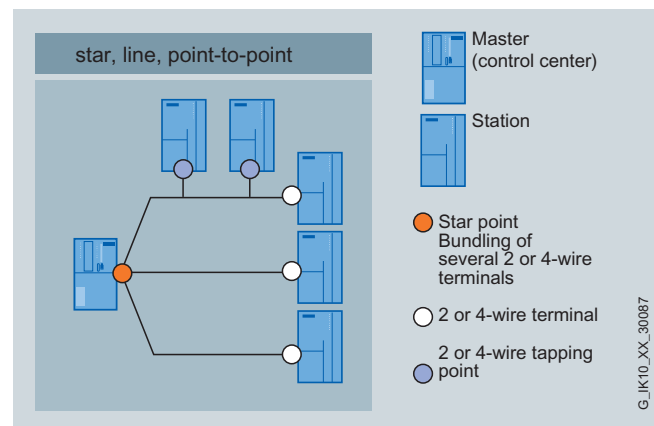 star, line, point-to-point
Master
(control center)
Station
Star point
Bundling of
several 2 or 4-wire
terminals
2 or 4-wire terminal
2 or 4-wire tapping
point
G_IK10_XX_30087